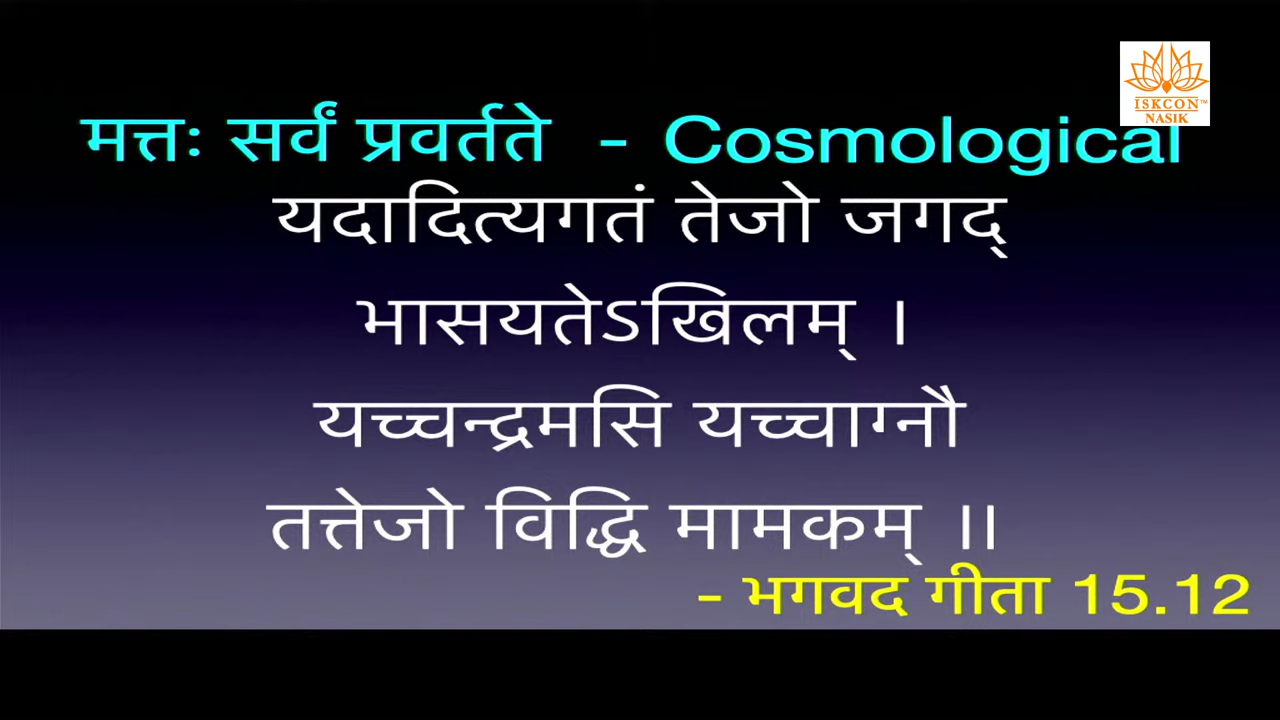 ISKCON™
NASIK
मत्तः सर्वं प्रवर्तते - Cosmological
यदादित्यगतं तेजो जगद्
भासयतेऽखिलम् ।
यच्चन्द्रमसि यच्चाग्नौ
तत्तेजो विद्धि मामकम् ।।
- भगवद गीता 15.12